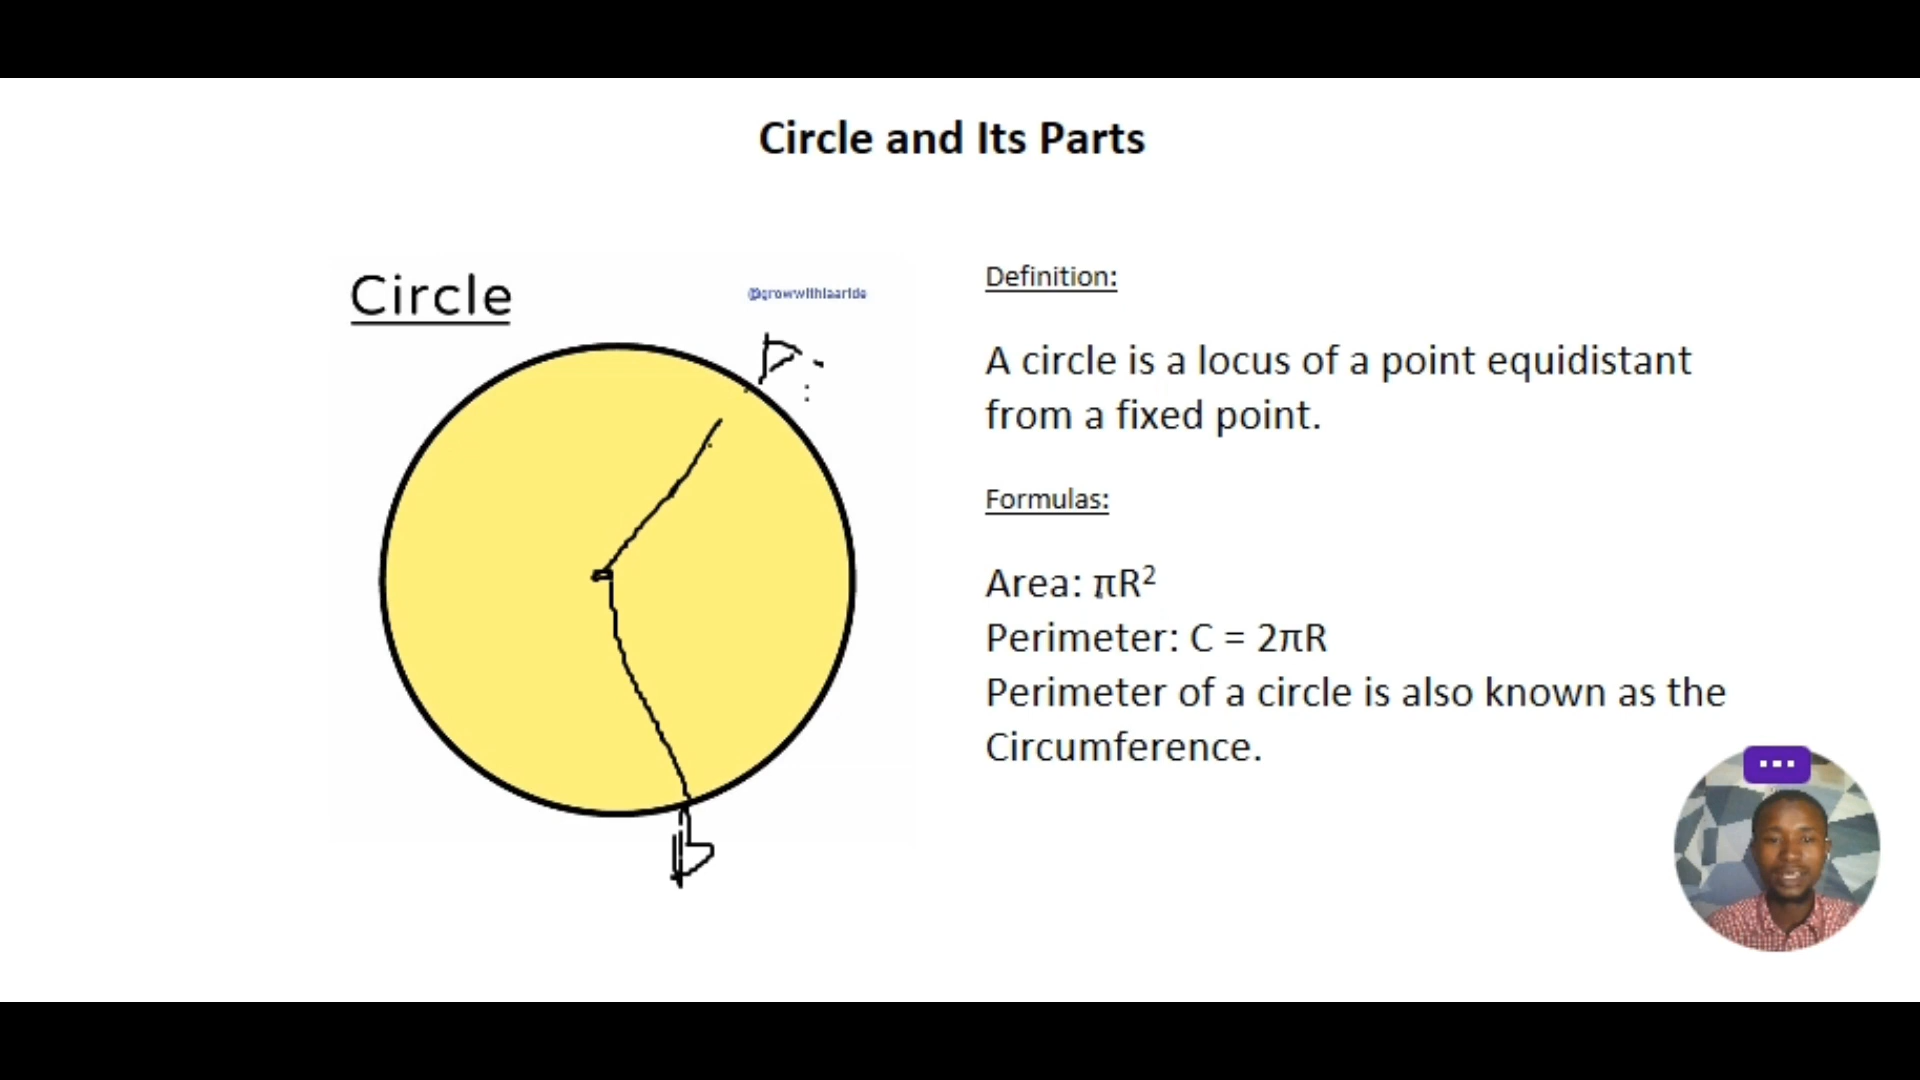 Circle and Its Parts
Circle
@growwithlaaride
Definition:
A circle is a locus of a point equidistant
from a fixed point.
Formulas:
Area: πR²
Perimeter: C = 2πR
Perimeter of a circle is also known as the
Circumference.